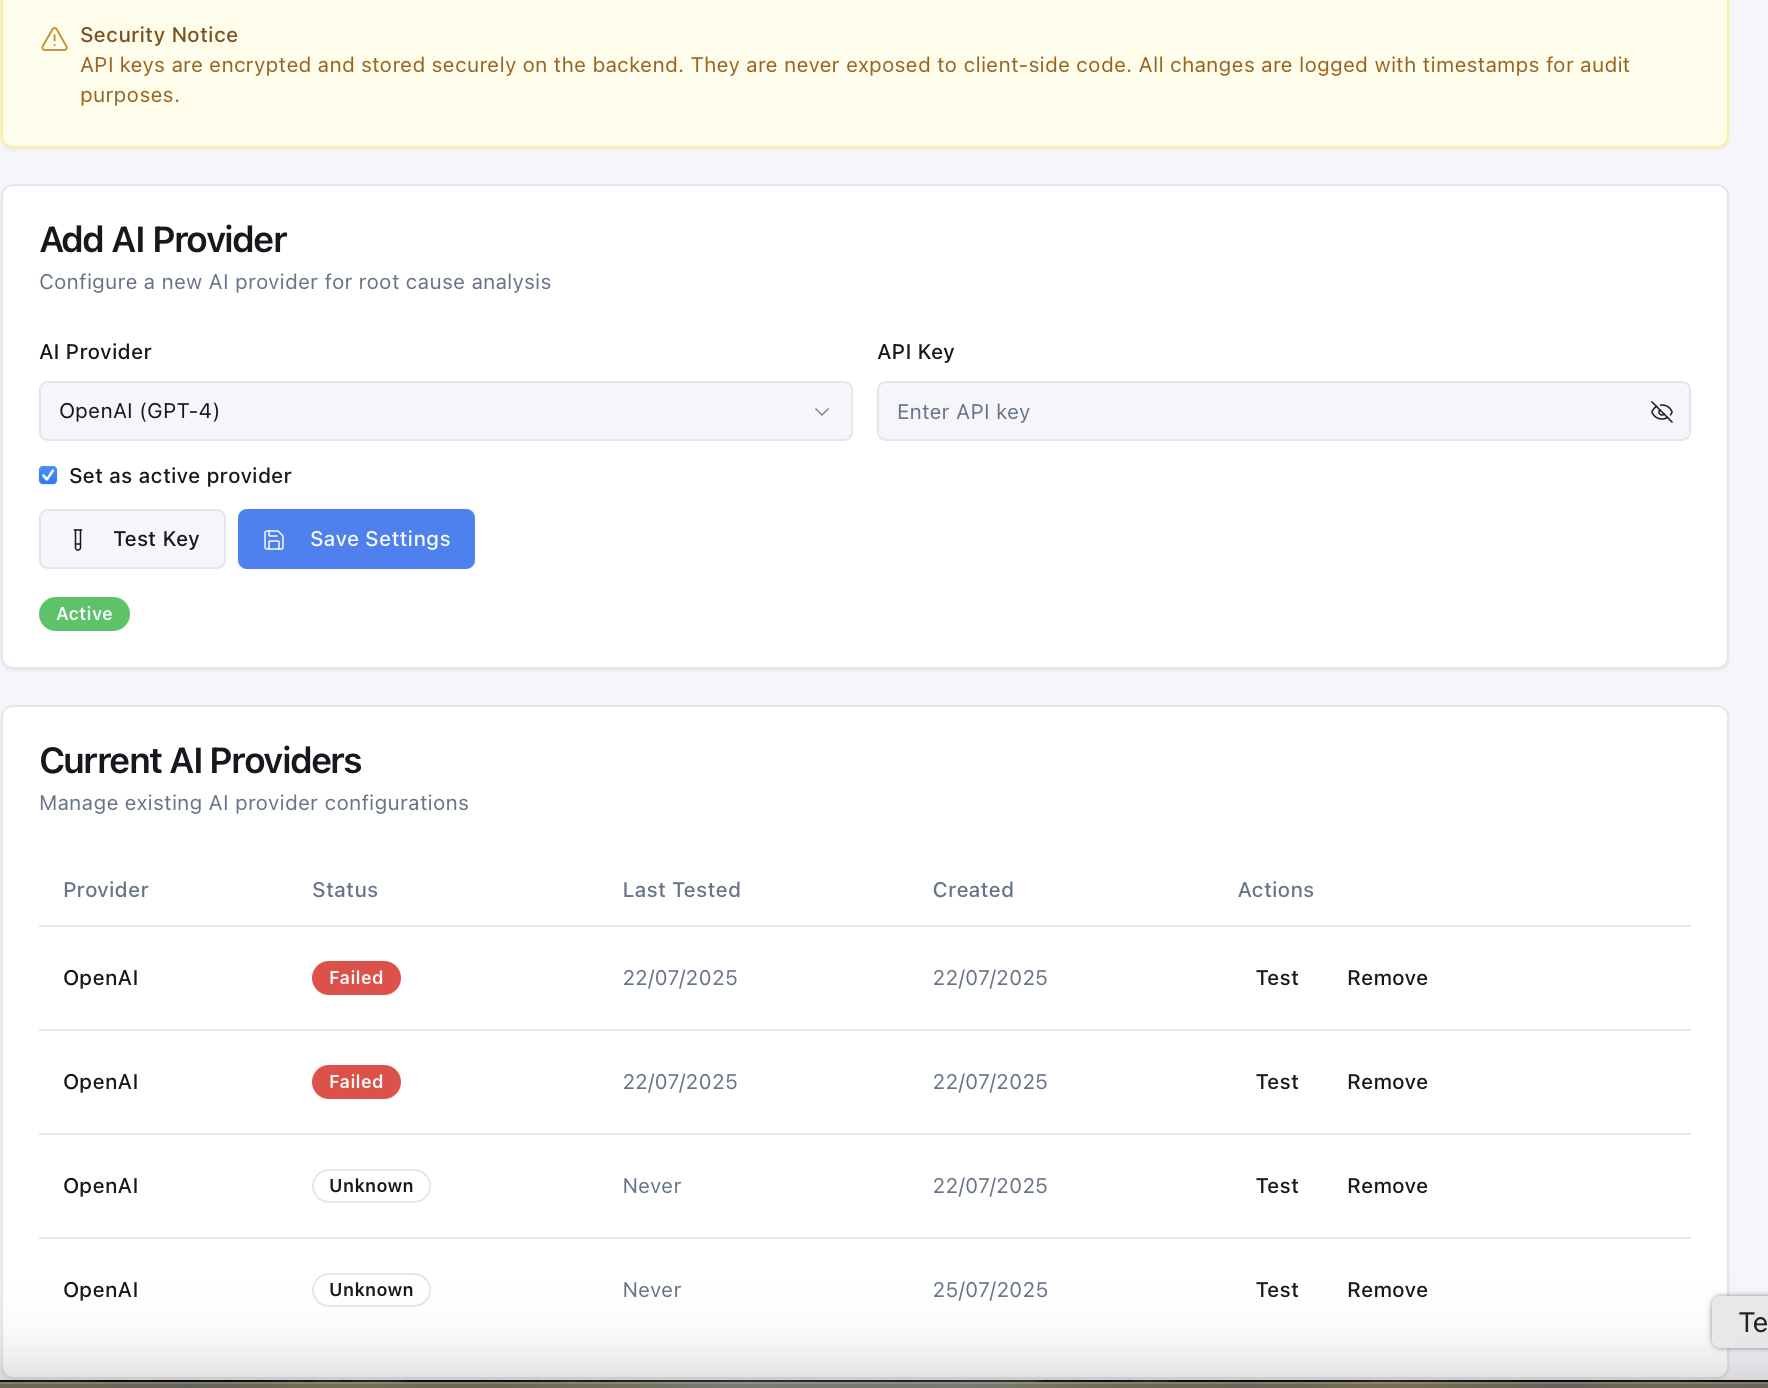 Security Notice
API keys are encrypted and stored securely on the backend. They are never exposed to client-side code. All changes are logged with timestamps for audit
purposes.
Add AI Provider
Configure a new AI provider for root cause analysis
AI Provider
API Key
OpenAI (GPT-4)
Enter API key
Set as active provider
Test Key
Save Settings
Active
Current AI Providers
Manage existing AI provider configurations
Provider Status Last Tested Created Actions
OpenAI Failed 22/07/2025 22/07/2025 Test Remove
OpenAI Failed 22/07/2025 22/07/2025 Test Remove
OpenAI Unknown Never 22/07/2025 Test Remove
OpenAI Unknown Never 25/07/2025 Test Remove